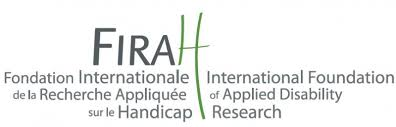 FIRAH
Fondation Internationale International Foundation
de la Recherche Appliquée of Applied Disability
sur le Handicap Research